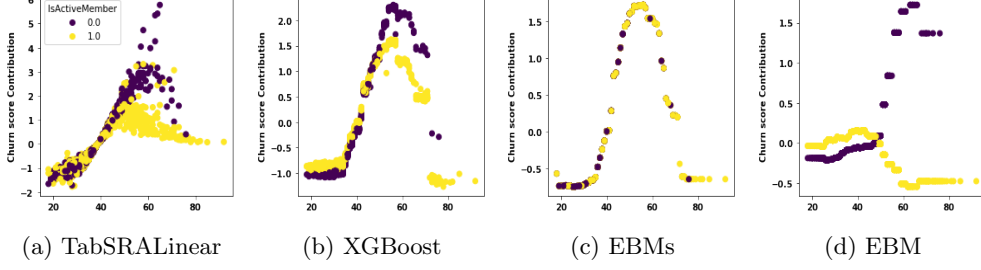 IsActiveMember
0.0
1.0
Churn score Contribution
6
5
4
3
2
1
0
−1
−2
20 40 60 80
Churn score Contribution
2.0
1.5
1.0
0.5
0.0
−0.5
−1.0
20 40 60 80
Churn score Contribution
1.5
1.0
0.5
0.0
−0.5
20 40 60 80
Churn score Contribution
1.5
1.0
0.5
0.0
−0.5
20 40 60 80
(a) TabSRALinear (b) XGBoost (c) EBMs (d) EBM